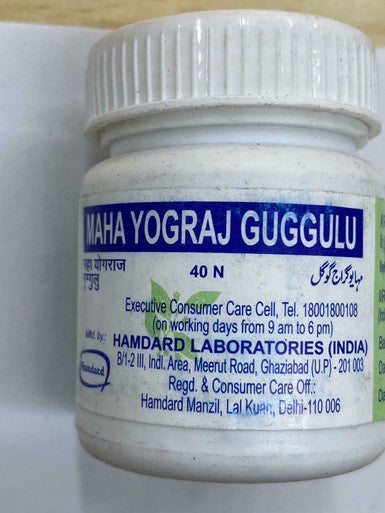 MAHA YOGRAJ GUGGULU
महा योगराज
गुग्गुलु
40 N
مہایوگراج گوگل
Executive Consumer Care Cell, Tel. 18001800108
(on working days from 9 am to 6 pm)
Mfd. by:
HAMDARD LABORATORIES (INDIA)
Hamdard
B/1-2 III, Indl. Area, Meerut Road, Ghaziabad (U.P) - 201 003
Regd. & Consumer Care Off.:
Hamdard Manzil, Lal Kuan, Delhi-110 006